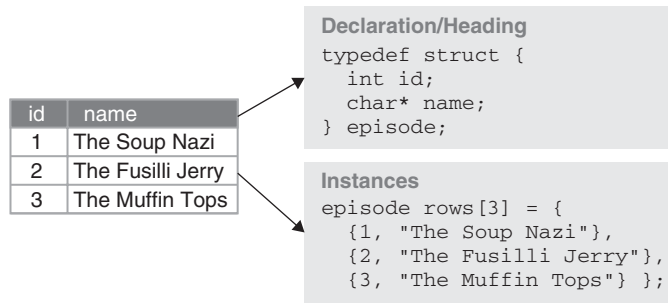 id name
1 The Soup Nazi
2 The Fusilli Jerry
3 The Muffin Tops
Declaration/Heading
typedef struct {
int id;
char* name;
} episode;
Instances
episode rows[3] = {
{1, "The Soup Nazi"},
{2, "The Fusilli Jerry"},
{3, "The Muffin Tops"} };